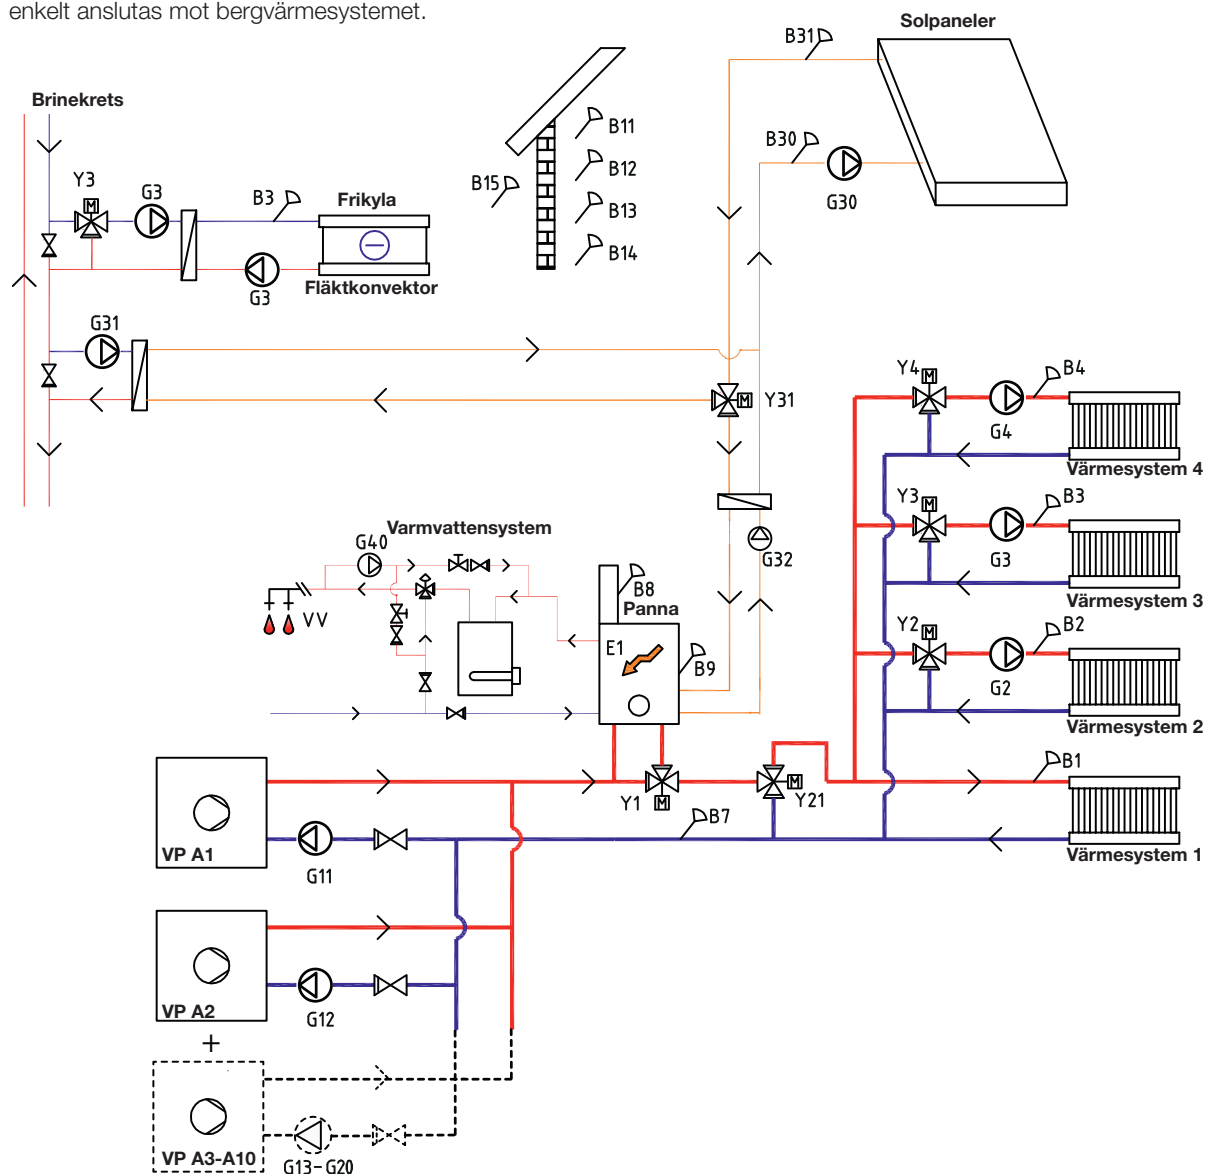 enkelt anslutas mot bergvärmesystemet.
Solpaneler
B31
Brinekrets
B11
B30
B12
Y3
G3
B3
Frikyla
B15
G30
B13
B14
Fläktkonvektor
G3
G31
Y4
B4
Y31
G4
Värmesystem 4
Y3
B3
Varmvattensystem
G40
G32
G3
B8
Panna
Värmesystem 3
VV
Y2
B2
E1
B9
G2
Värmesystem 2
B1
Y1
Y21
B7
VP A1
G11
Värmesystem 1
VP A2
G12
+
VP A3-A10
G13-G20